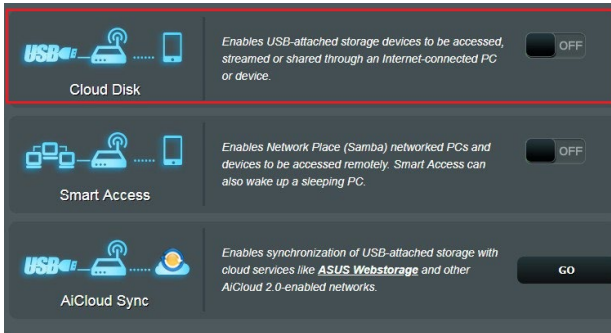 USB
Cloud Disk
Enables USB-attached storage devices to be accessed,
streamed or shared through an Internet-connected PC
or device.
OFF
Smart Access
Enables Network Place (Samba) networked PCs and
devices to be accessed remotely. Smart Access can
also wake up a sleeping PC.
OFF
USB
AiCloud Sync
Enables synchronization of USB-attached storage with
cloud services like ASUS Webstorage and other
AiCloud 2.0-enabled networks.
GO